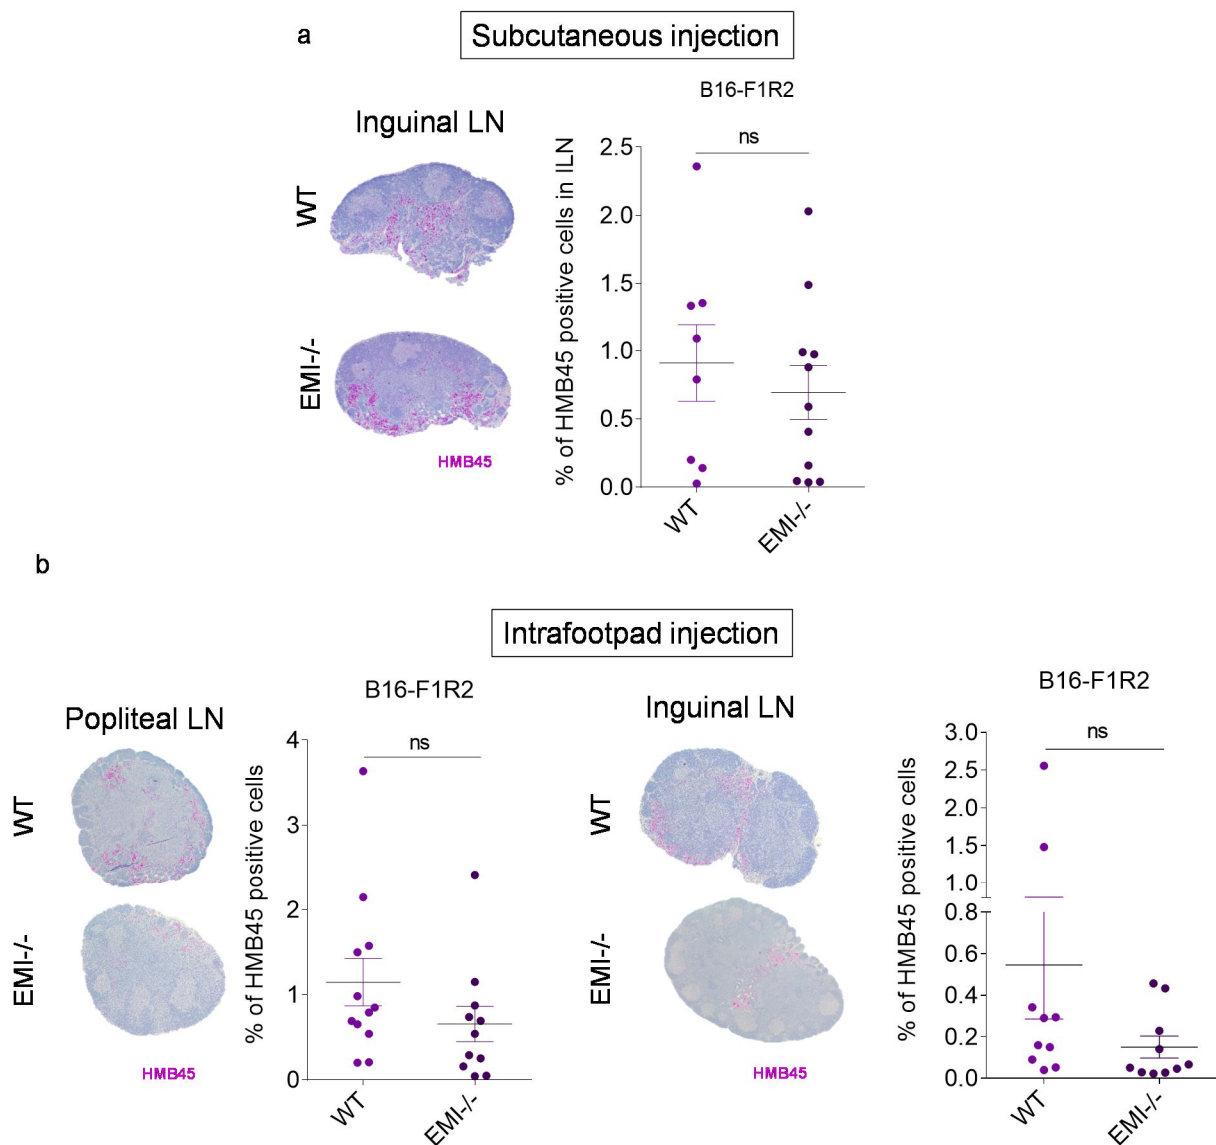 a
Subcutaneous injection
B16-F1R2
Inguinal LN
ns
WT
EMI-/-
HMB45
% of HMB45 positive cells in ILN
2.5
2.0
1.5
1.0
0.5
0.0
WT
EMI-/-
b
Intrafootpad injection
Popliteal LN
WT
EMI-/-
HMB45
B16-F1R2
ns
% of HMB45 positive cells
4
3
2
1
0
WT
EMI-/-
Inguinal LN
WT
EMI-/-
HMB45
B16-F1R2
ns
% of HMB45 positive cells
3.0
2.5
2.0
1.5
1.0
0.8
0.6
0.4
0.2
0.0
WT
EMI-/-